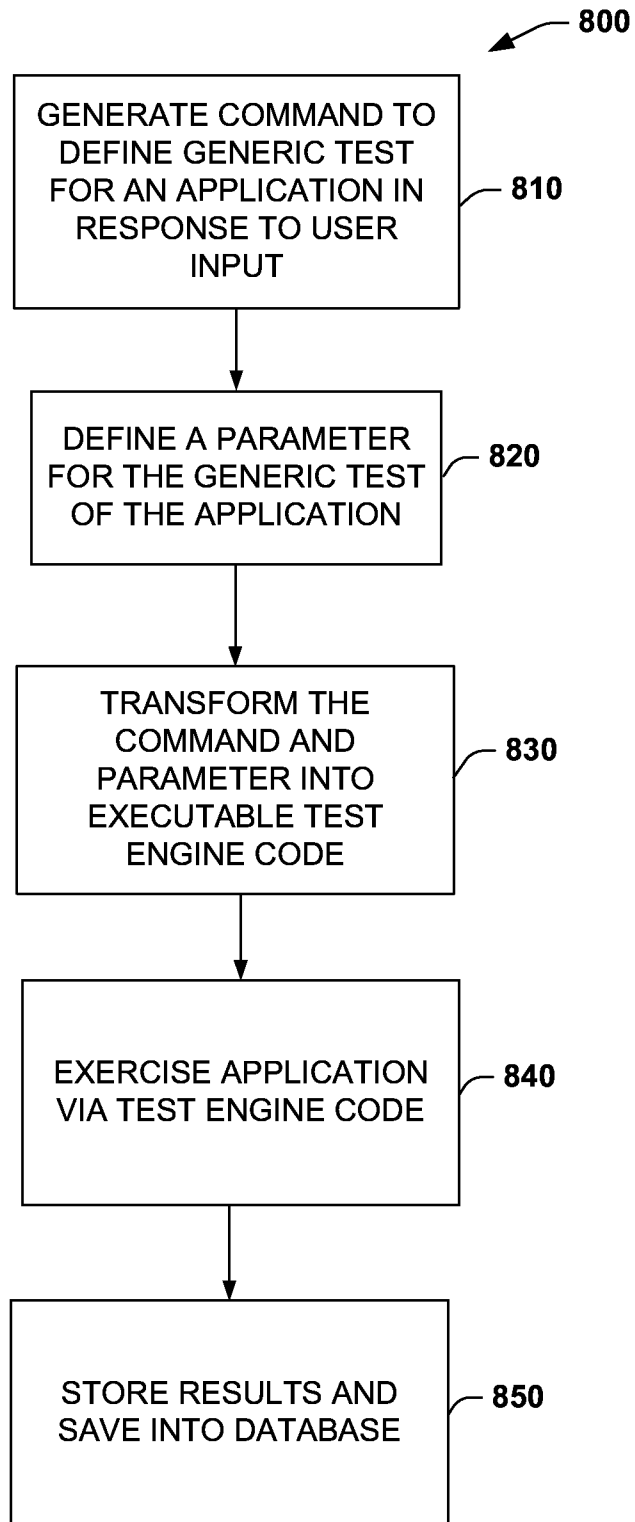 800
GENERATE COMMAND TO
DEFINE GENERIC TEST
FOR AN APPLICATION IN
RESPONSE TO USER
INPUT
810
DEFINE A PARAMETER
FOR THE GENERIC TEST
OF THE APPLICATION
820
TRANSFORM THE
COMMAND AND
PARAMETER INTO
EXECUTABLE TEST
ENGINE CODE
830
EXERCISE APPLICATION
VIA TEST ENGINE CODE
840
STORE RESULTS AND
SAVE INTO DATABASE
850